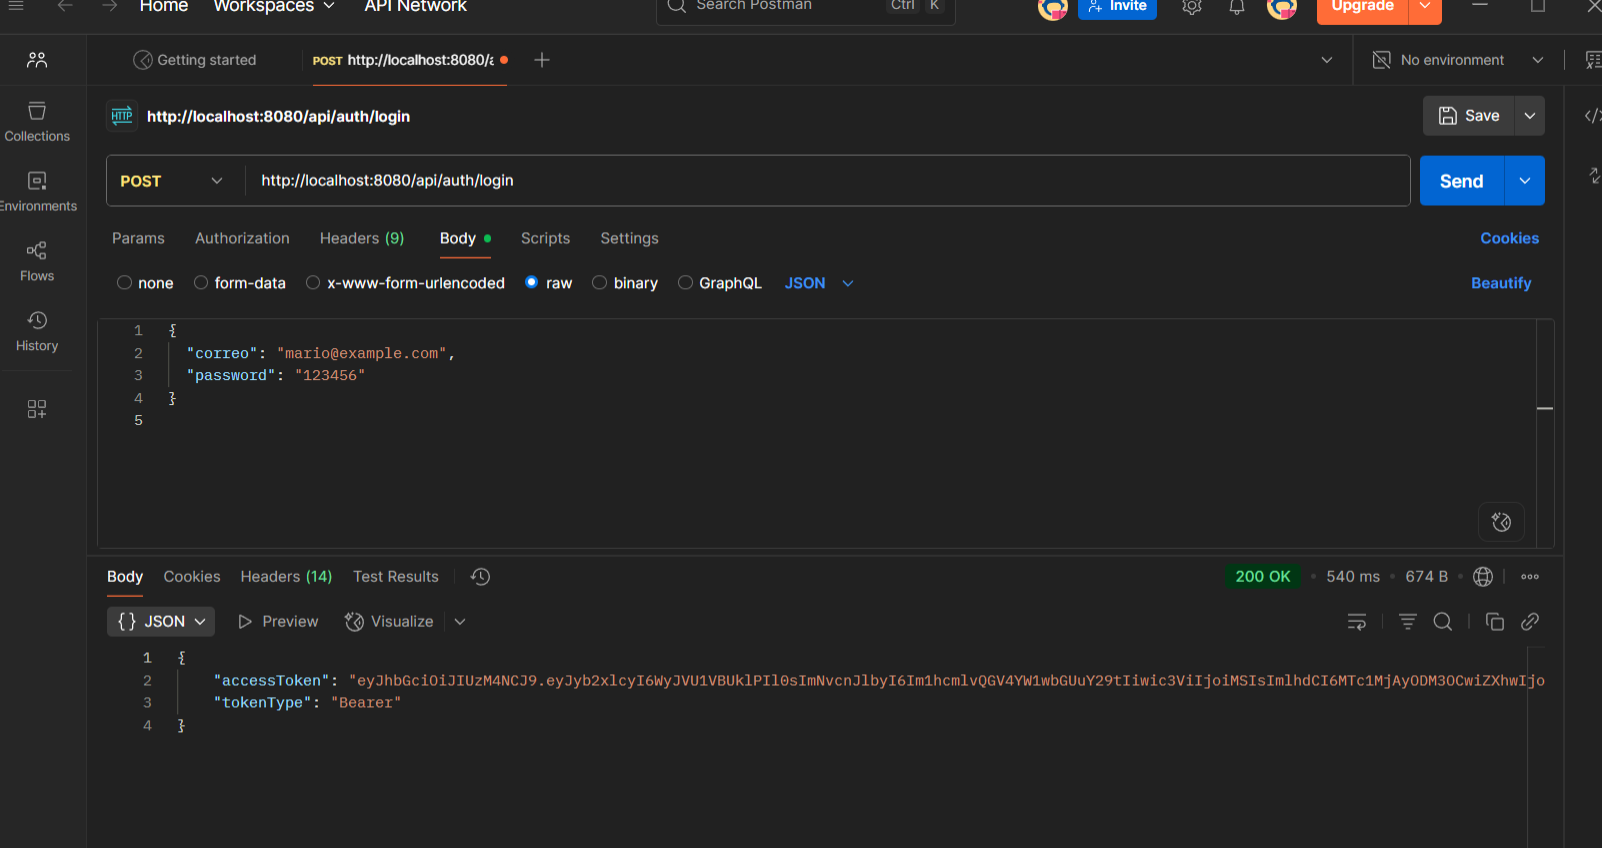 Home Workspaces API Network Search Postman Ctrl K Invite Upgrade
Getting started POST http://localhost:8080/a No environment
HTTP http://localhost:8080/api/auth/login Save
Collections
POST http://localhost:8080/api/auth/login Send
Environments
Params Authorization Headers (9) Body Scripts Settings Cookies
Flows
none form-data x-www-form-urlencoded raw binary GraphQL JSON Beautify
History
1 {
2 "correo": "mario@example.com",
3 "password": "123456"
4 }
5
Body Cookies Headers (14) Test Results 200 OK 540 ms 674 B
{} JSON Preview Visualize
1 {
2 "accessToken": "eyJhbGciOiJIUzM4NCJ9.eyJyb2xlcyI6WyJVU1VBUklPIl0sImNvcnJlbyI6Im1hcmlvQGV4YW1wbGUuY29tIiwic3ViIjoiMSIsImlhdCI6MTc1MjAyODM3OCwiZXhwIjo
3 "tokenType": "Bearer"
4 }